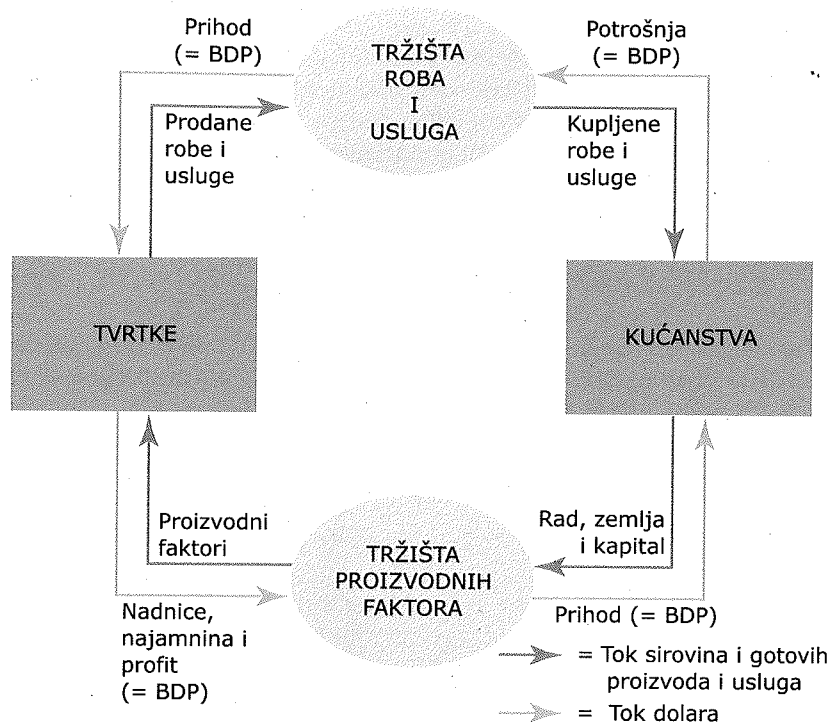 Prihod
(= BDP)
TRŽIŠTA
ROBA
I
USLUGA
Potrošnja
(= BDP)
Prodane
robe i
usluge
Kupljene
robe i
usluge
TVRTKE
KUĆANSTVA
Proizvodni
faktori
TRŽIŠTA
PROIZVODNIH
FAKTORA
Rad, zemlja
i kapital
Nadnice,
najamnina i
profit
(= BDP)
Prihod (= BDP)
= Tok sirovina i gotovih
proizvoda i usluga
= Tok dolara